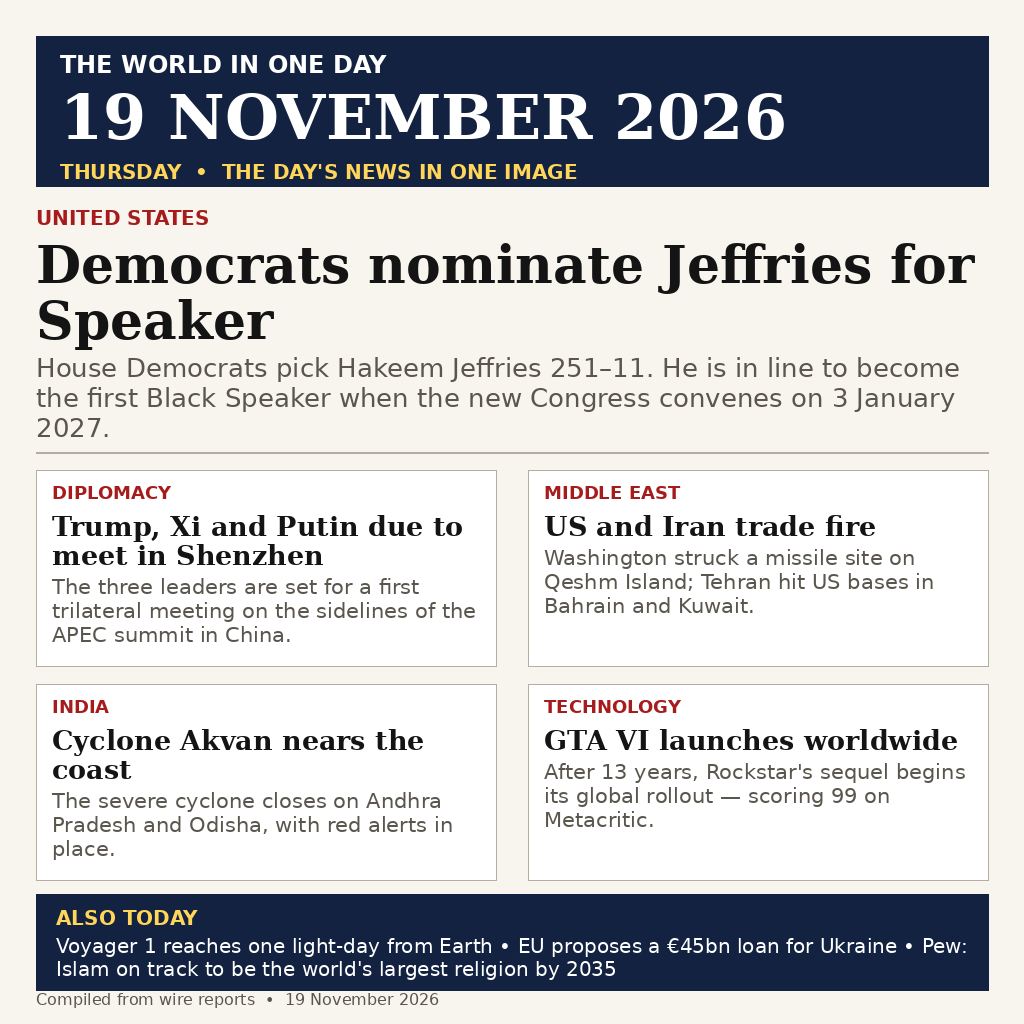 THE WORLD IN ONE DAY
19 NOVEMBER 2026
THURSDAY • THE DAY'S NEWS IN ONE IMAGE
UNITED STATES
Democrats nominate Jeffries for
Speaker
House Democrats pick Hakeem Jeffries 251–11. He is in line to become
the first Black Speaker when the new Congress convenes on 3 January
2027.
DIPLOMACY
Trump, Xi and Putin due to
meet in Shenzhen
The three leaders are set for a first
trilateral meeting on the sidelines of the
APEC summit in China.
MIDDLE EAST
US and Iran trade fire
Washington struck a missile site on
Qeshm Island; Tehran hit US bases in
Bahrain and Kuwait.
INDIA
Cyclone Akvan nears the
coast
The severe cyclone closes on Andhra
Pradesh and Odisha, with red alerts in
place.
TECHNOLOGY
GTA VI launches worldwide
After 13 years, Rockstar's sequel begins
its global rollout — scoring 99 on
Metacritic.
ALSO TODAY
Voyager 1 reaches one light-day from Earth • EU proposes a €45bn loan for Ukraine • Pew:
Islam on track to be the world's largest religion by 2035
Compiled from wire reports • 19 November 2026